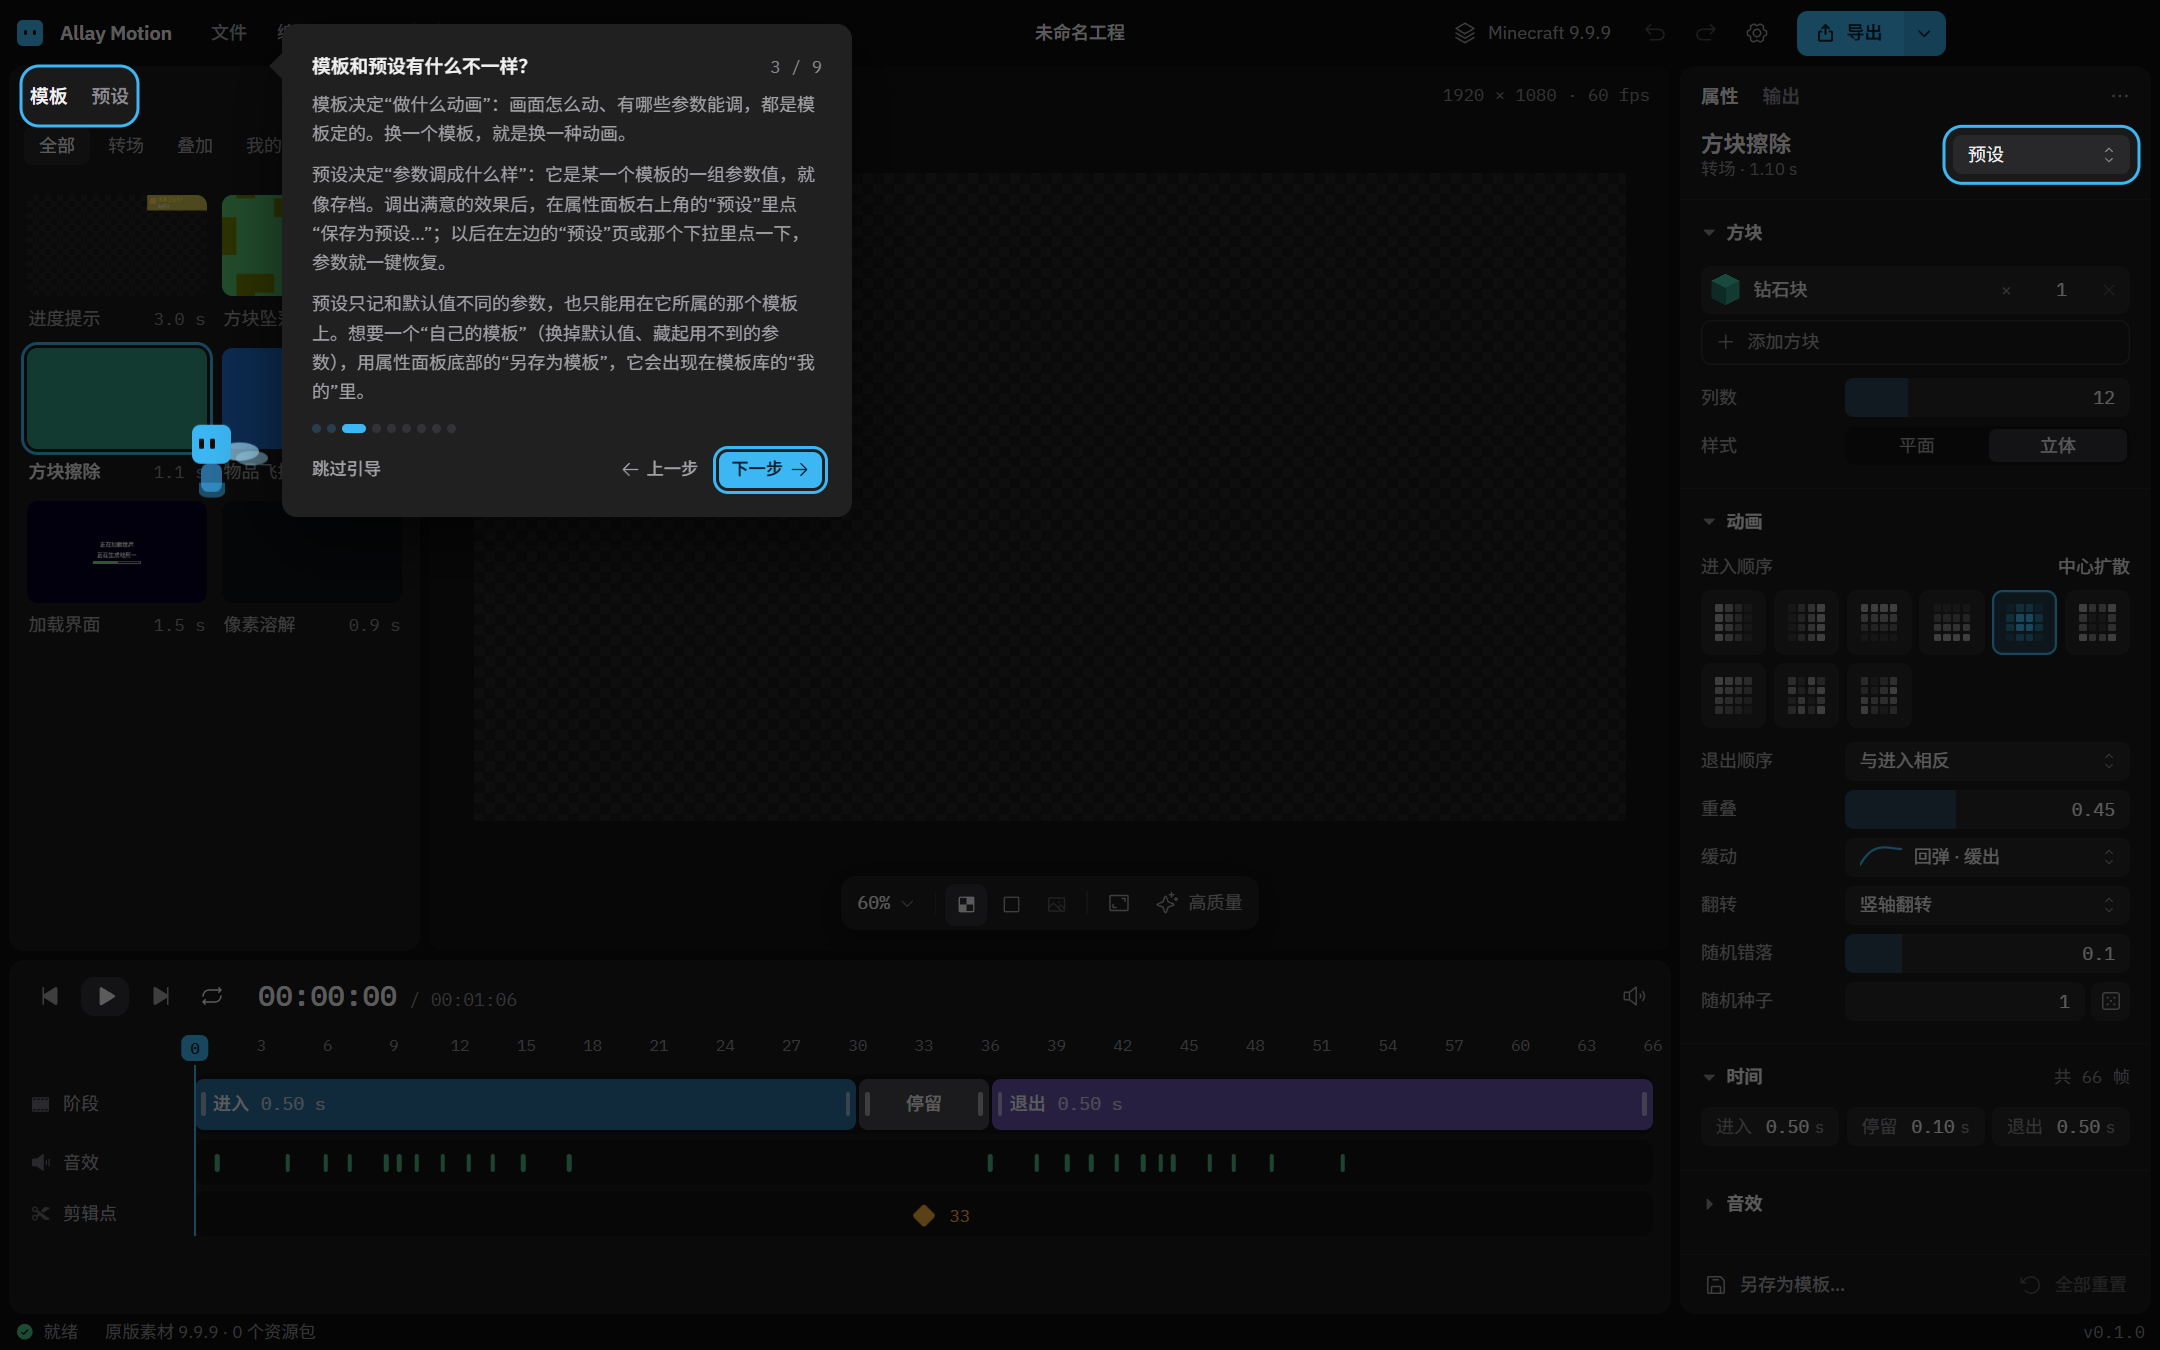 Allay Motion
文件
未命名工程
Minecraft 9.9.9
导出
模板和预设有什么不一样?
3 / 9
模板决定“做什么动画”：画面怎么动、有哪些参数能调，都是模
板定的。换一个模板，就是换一种动画。
预设决定“参数调成什么样”：它是某一个模板的一组参数值，就
像存档。调出满意的效果后，在属性面板右上角的“预设”里点
“保存为预设…”；以后在左边的“预设”页或那个下拉里点一下，
参数就一键恢复。
预设只记和默认值不同的参数，也只能用在它所属的那个模板
上。想要一个“自己的模板”（换掉默认值、藏起用不到的参
数），用属性面板底部的“另存为模板”，它会出现在模板库的“我
的”里。
跳过引导
上一步
下一步
模板
预设
全部
转场
叠加
我的
进度提示
3.0 s
方块坠
方块擦除
1.1
物品飞
正在加载世界
加载界面
1.5 s
像素溶解
0.9 s
1920 × 1080 · 60 fps
60%
高质量
属性
输出
方块擦除
转场 · 1.10 s
预设
方块
钻石块
×
1
添加方块
列数
12
样式
平面
立体
动画
进入顺序
中心扩散
退出顺序
与进入相反
重叠
0.45
缓动
回弹 · 缓出
翻转
竖轴翻转
随机错落
0.1
随机种子
1
时间
共 66 帧
进入 0.50 s
停留 0.10 s
退出 0.50 s
音效
另存为模板...
全部重置
00:00:00 / 00:01:06
0 3 6 9 12 15 18 21 24 27 30 33 36 39 42 45 48 51 54 57 60 63 66
阶段
进入 0.50 s
停留
退出 0.50 s
音效
剪辑点
33
就绪
原版素材 9.9.9 · 0 个资源包
v0.1.0